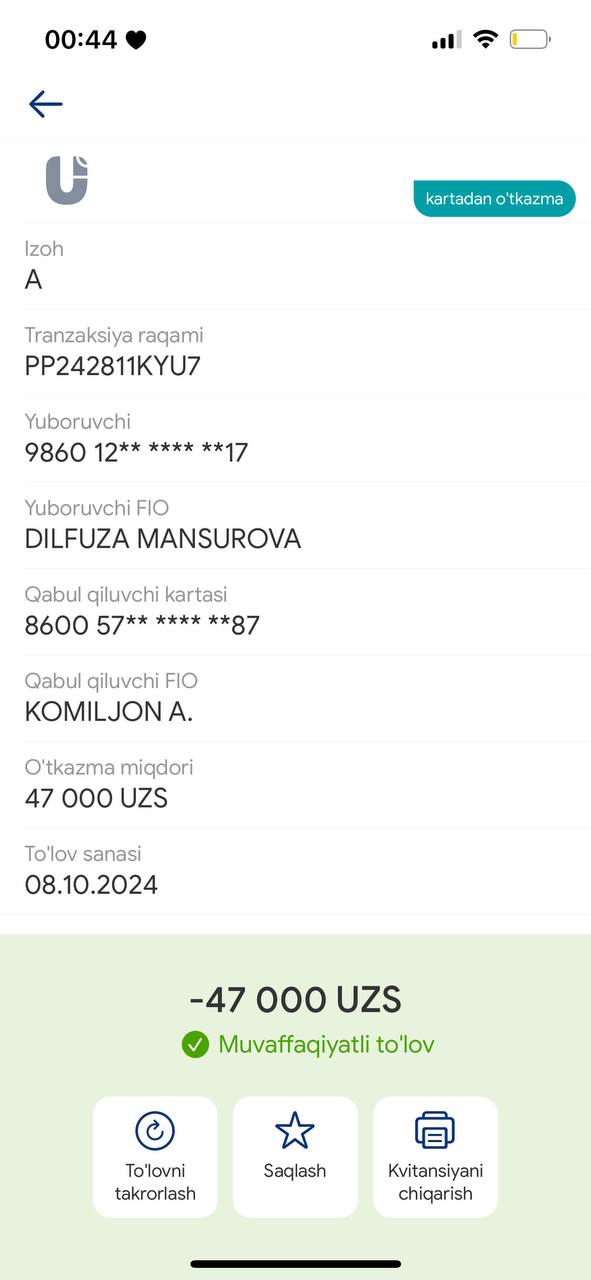 00:44
kartadan o'tkazma
Izoh
A
Tranzaksiya raqami
PP242811KYU7
Yuboruvchi
9860 12** **** **17
Yuboruvchi FIO
DILFUZA MANSUROVA
Qabul qiluvchi kartasi
8600 57** **** **87
Qabul qiluvchi FIO
KOMILJON A.
O'tkazma miqdori
47 000 UZS
To'lov sanasi
08.10.2024
-47 000 UZS
Muvaffaqiyatli to'lov
To'lovni
takrorlash
Saqlash
Kvitansiyani
chiqarish